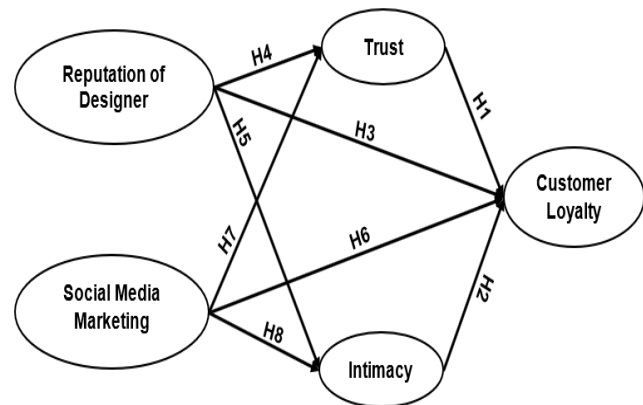 Reputation of
Designer
H4
Trust
H5
H3
H1
Customer
Loyalty
H7
H6
H2
Social Media
Marketing
H8
Intimacy